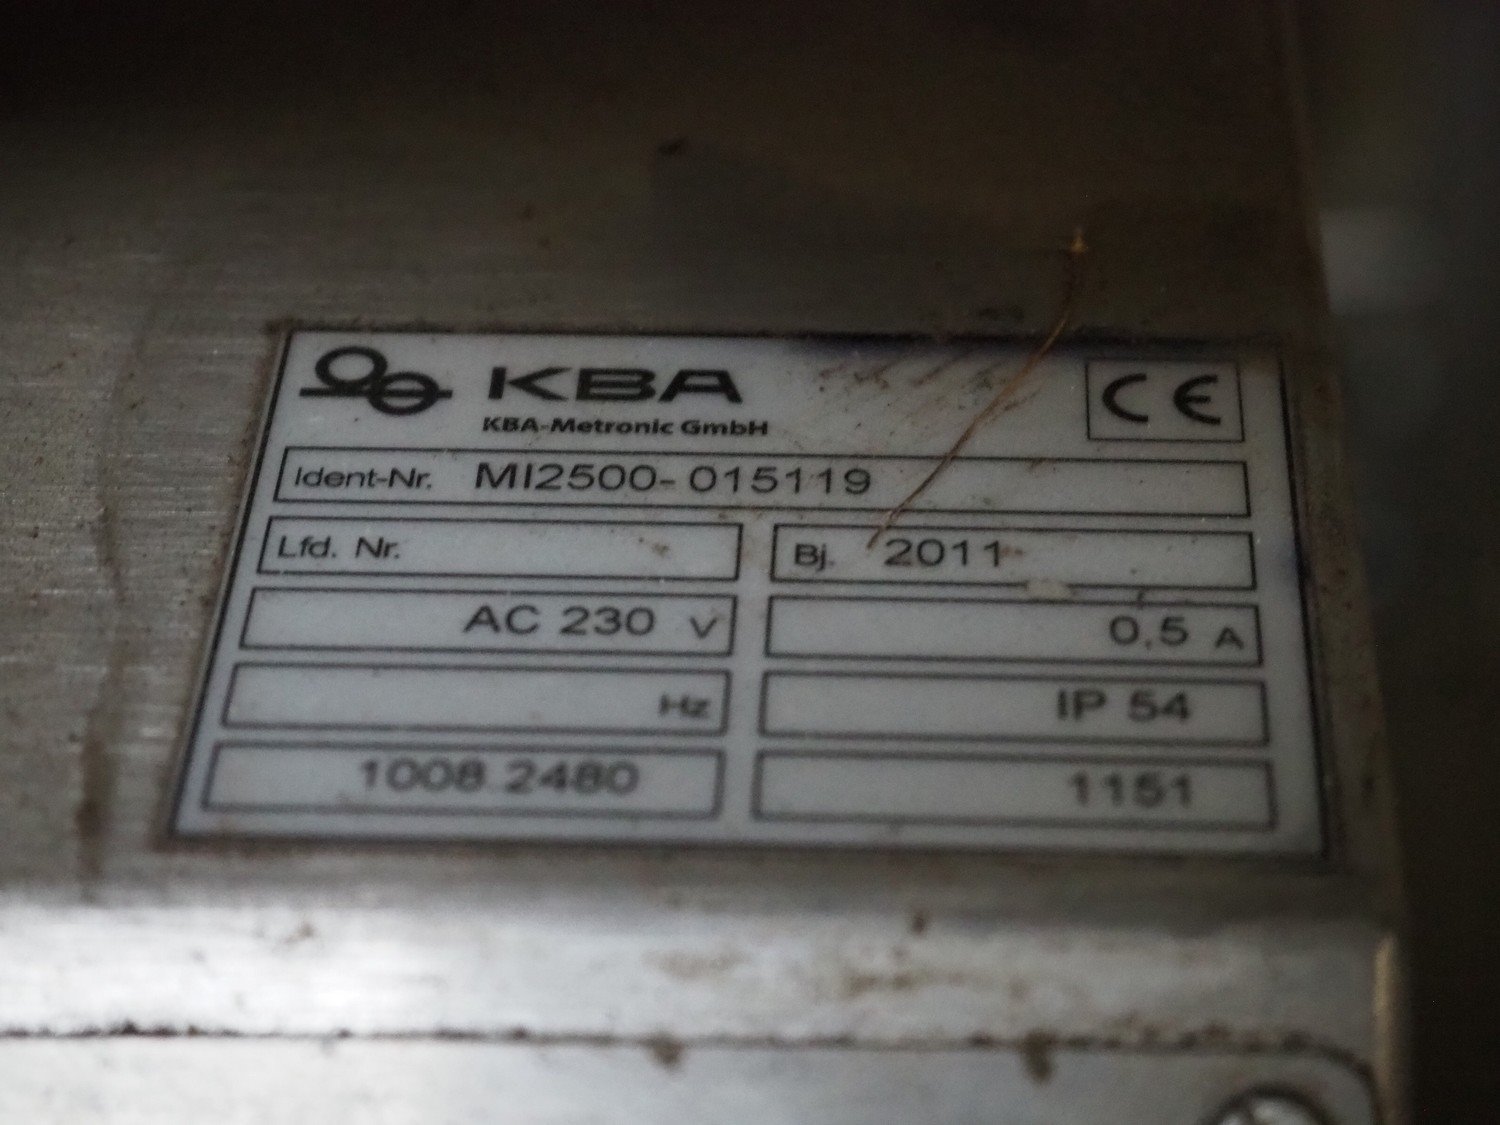 KBA
KBA-Metronic GmbH
CE
Ident-Nr. MI2500-015119
Lfd. Nr.
Bj. 2011
AC 230 V
0,5 A
Hz
IP 54
1008.2480
1151